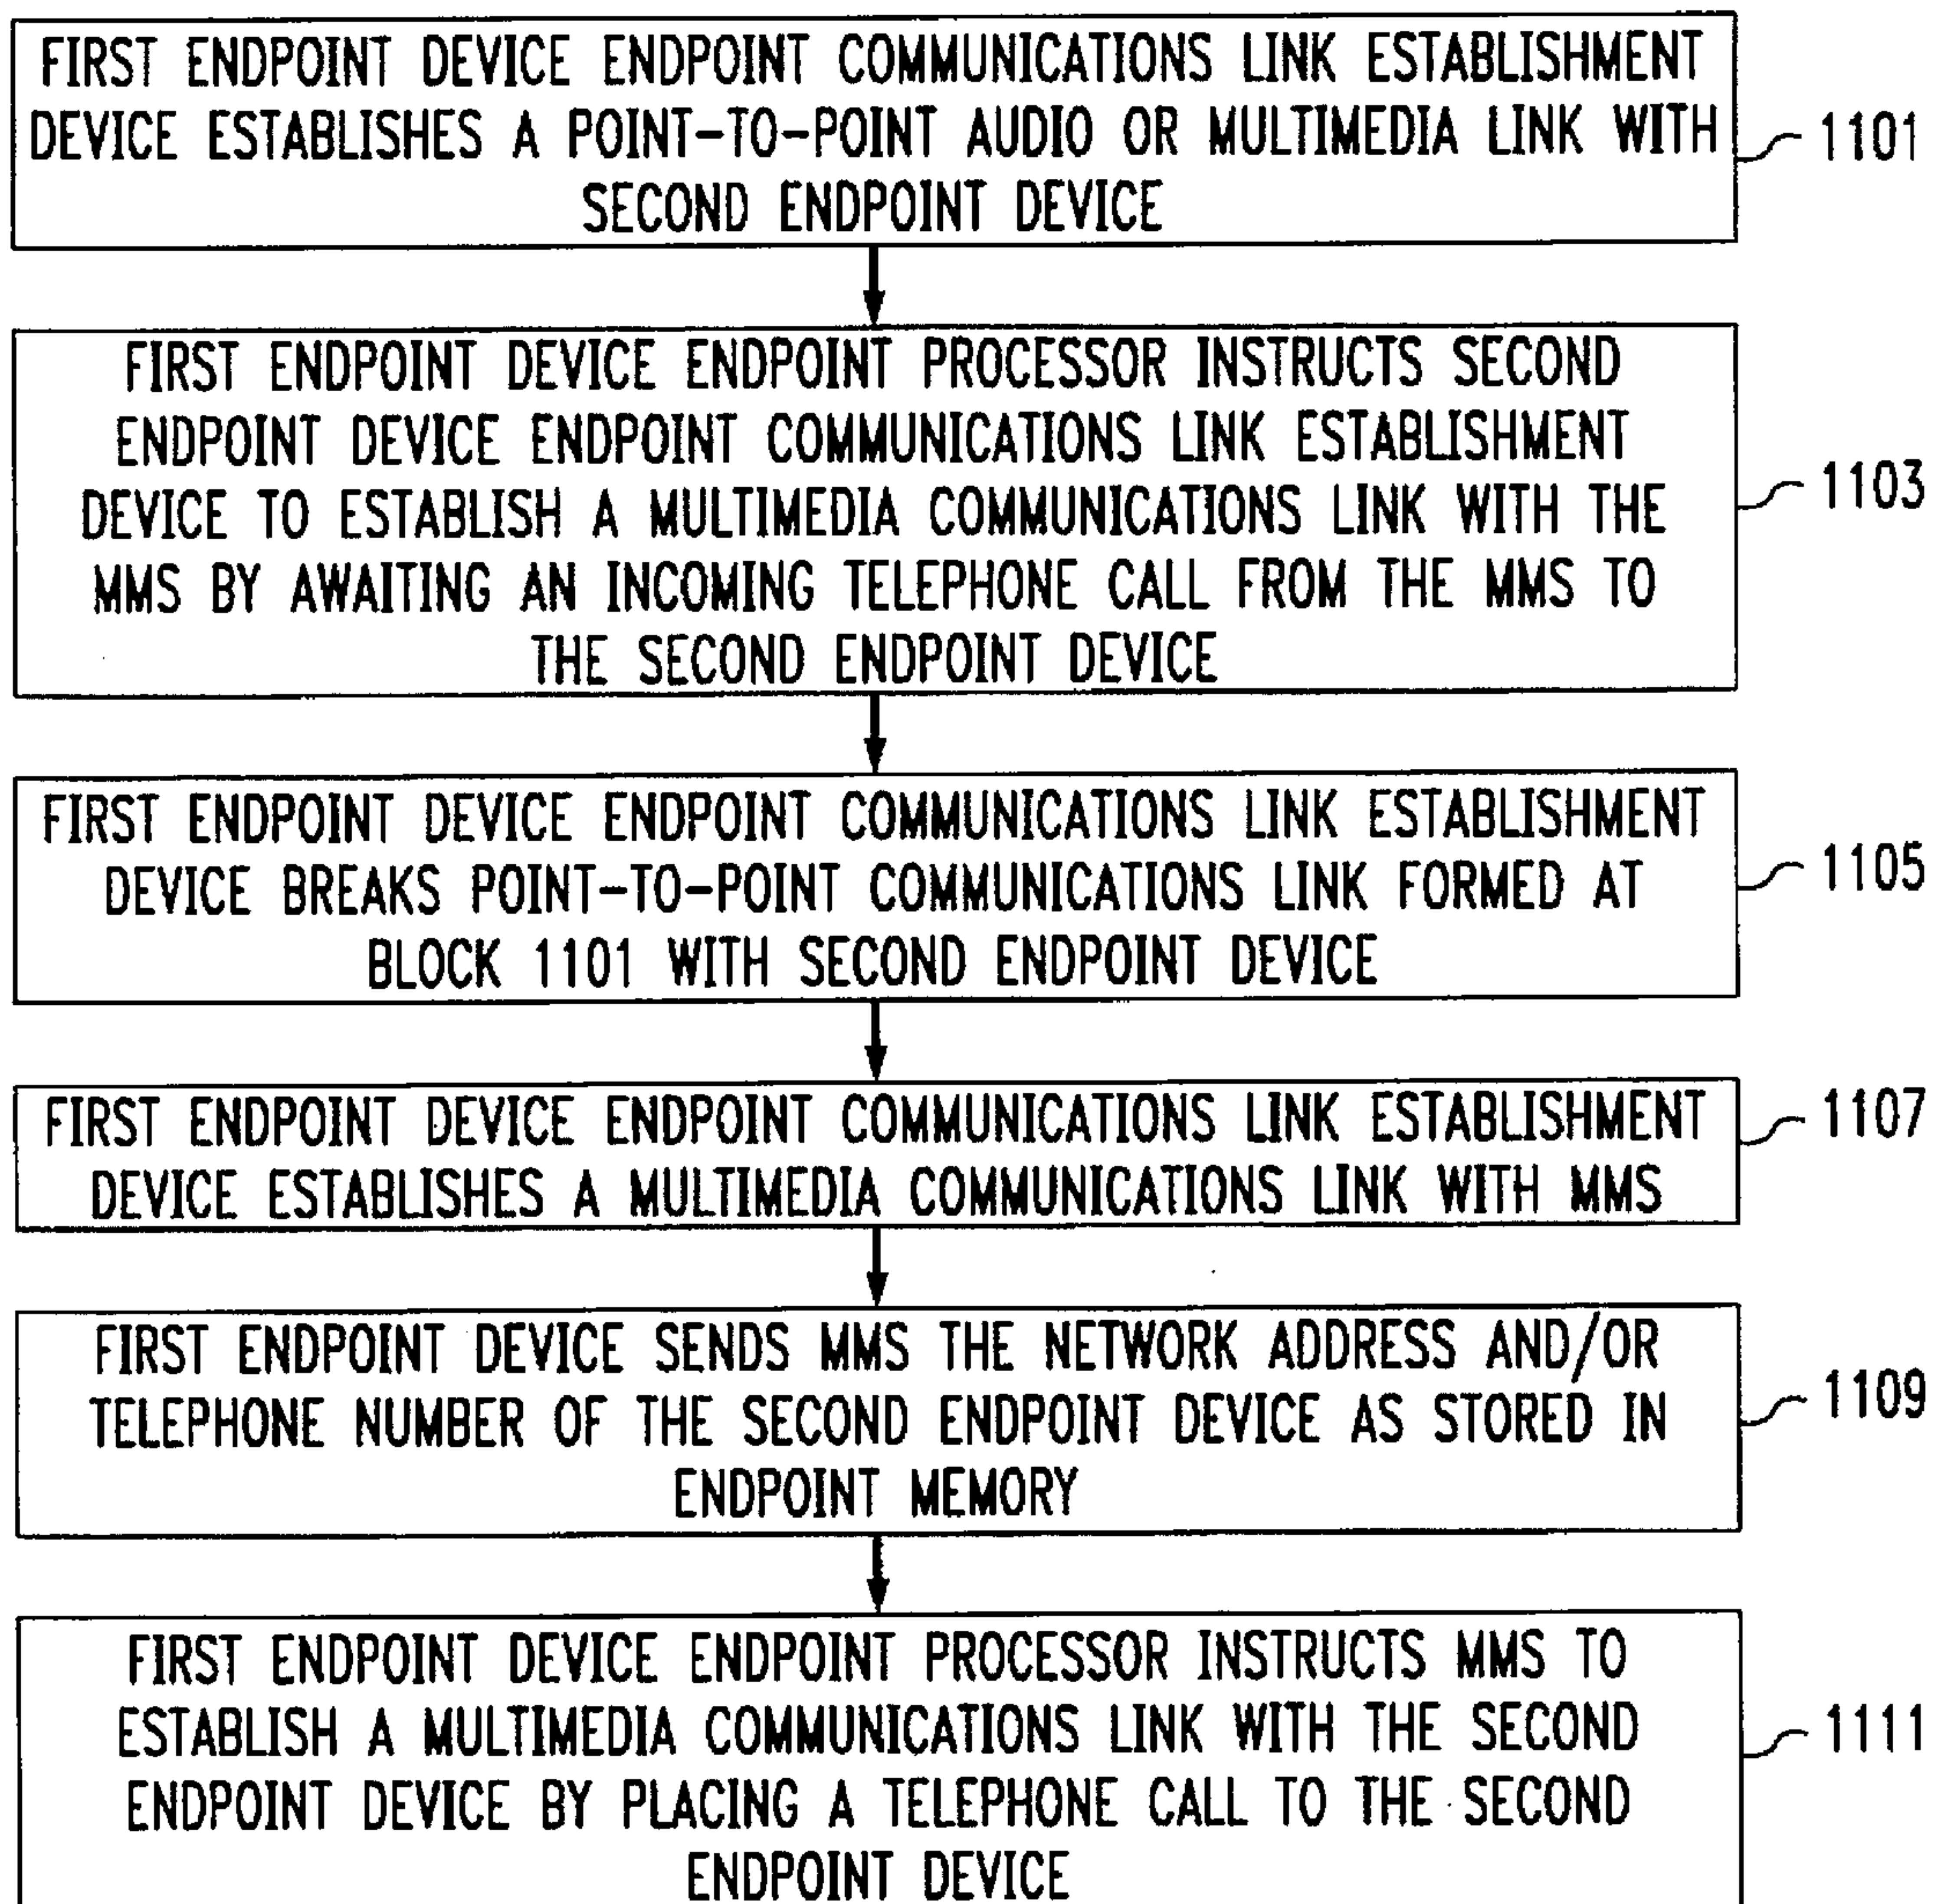 FIRST ENDPOINT DEVICE ENDPOINT COMMUNICATIONS LINK ESTABLISHMENT
DEVICE ESTABLISHES A POINT-TO-POINT AUDIO OR MULTIMEDIA LINK WITH
SECOND ENDPOINT DEVICE
1101
FIRST ENDPOINT DEVICE ENDPOINT PROCESSOR INSTRUCTS SECOND
ENDPOINT DEVICE ENDPOINT COMMUNICATIONS LINK ESTABLISHMENT
DEVICE TO ESTABLISH A MULTIMEDIA COMMUNICATIONS LINK WITH THE
MMS BY AWAITING AN INCOMING TELEPHONE CALL FROM THE MMS TO
THE SECOND ENDPOINT DEVICE
1103
FIRST ENDPOINT DEVICE ENDPOINT COMMUNICATIONS LINK ESTABLISHMENT
DEVICE BREAKS POINT-TO-POINT COMMUNICATIONS LINK FORMED AT
BLOCK 1101 WITH SECOND ENDPOINT DEVICE
1105
FIRST ENDPOINT DEVICE ENDPOINT COMMUNICATIONS LINK ESTABLISHMENT
DEVICE ESTABLISHES A MULTIMEDIA COMMUNICATIONS LINK WITH MMS
1107
FIRST ENDPOINT DEVICE SENDS MMS THE NETWORK ADDRESS AND/OR
TELEPHONE NUMBER OF THE SECOND ENDPOINT DEVICE AS STORED IN
ENDPOINT MEMORY
1109
FIRST ENDPOINT DEVICE ENDPOINT PROCESSOR INSTRUCTS MMS TO
ESTABLISH A MULTIMEDIA COMMUNICATIONS LINK WITH THE SECOND
ENDPOINT DEVICE BY PLACING A TELEPHONE CALL TO THE SECOND
ENDPOINT DEVICE
1111